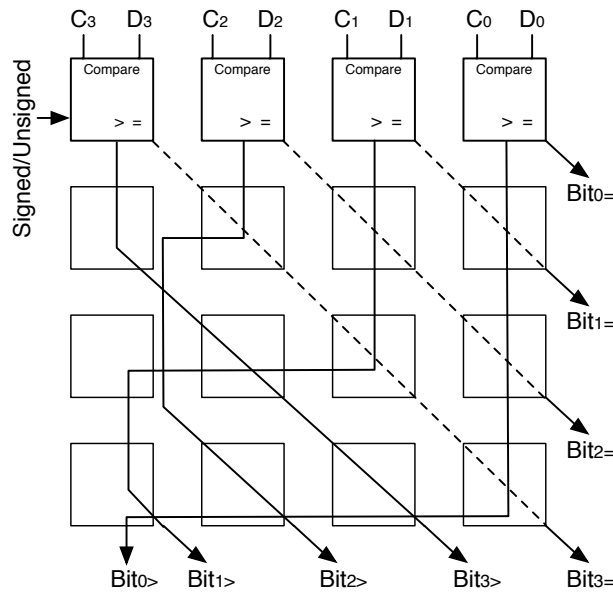 C3 D3 C2 D2 C1 D1 C0 D0
Compare Compare Compare Compare
Signed/Unsigned
> = > = > = > =
Bit0=
Bit1=
Bit2=
Bit0> Bit1> Bit2> Bit3> Bit3=